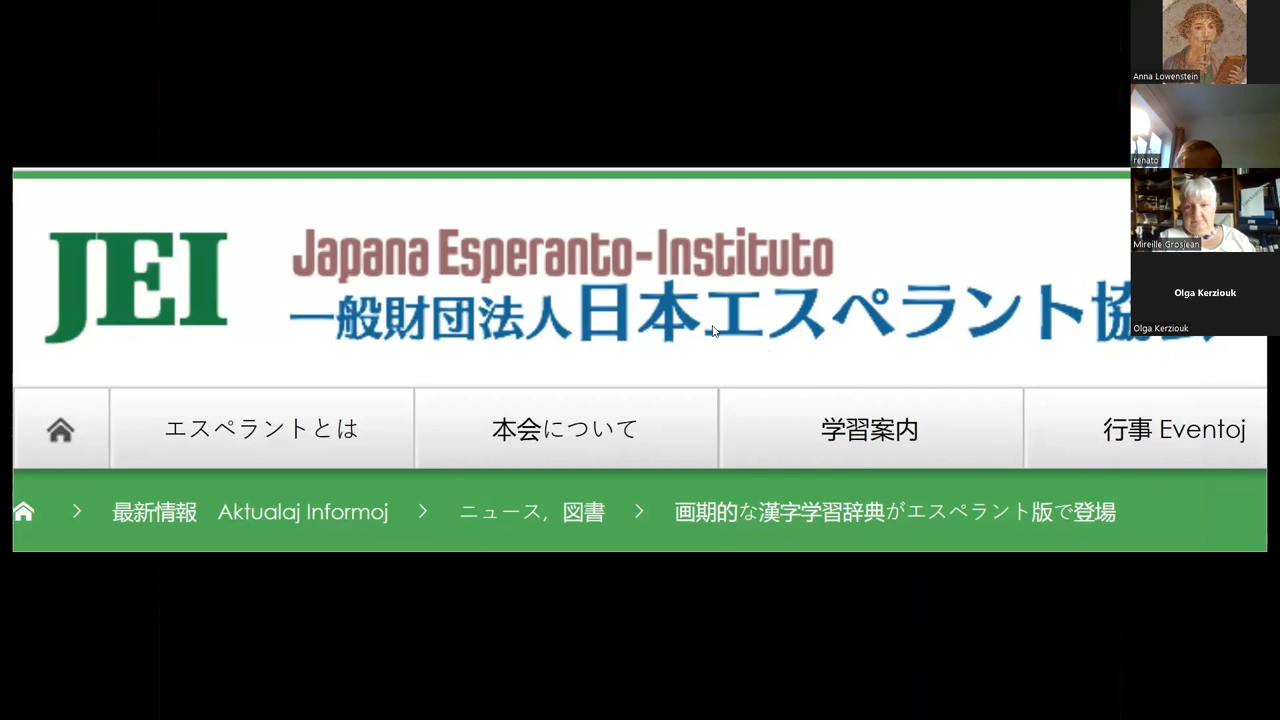 JEI
Japana Esperanto-Instituto
一般財団法人日本エスペラント協
エスペラントとは
本会について
学習案内
行事 Eventoj
最新情報 Aktualaj Informoj > ニュース, 図書 > 画期的な漢字学習辞典がエスペラント版で登場
Anna Lowenstein
renato
Mireille Grosjean
Olga Kerziouk
Olga Kerziouk